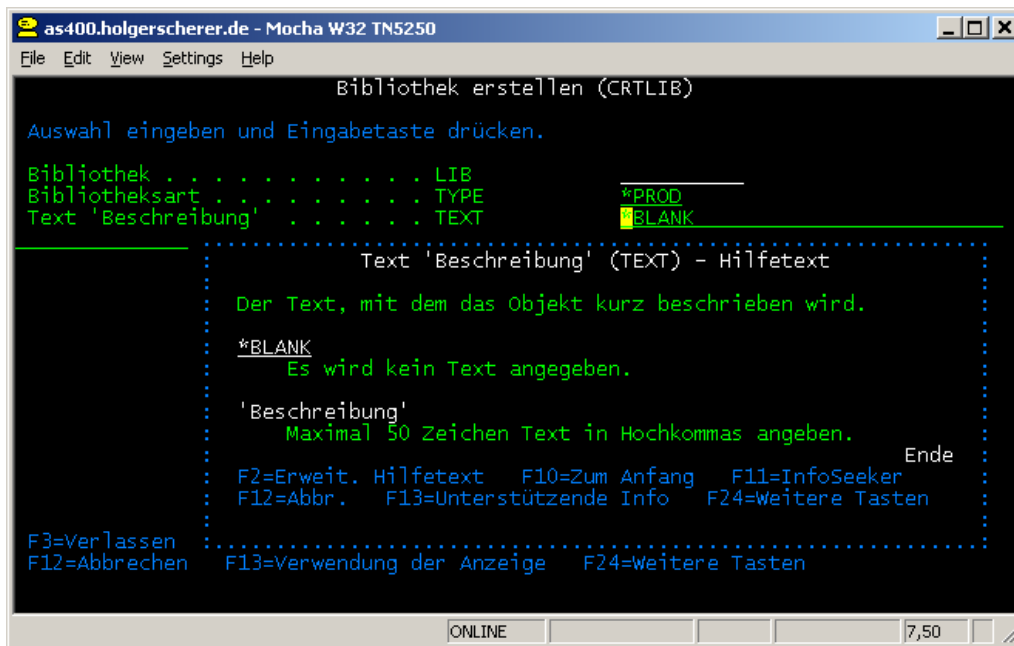 as400.holgerscherer.de - Mocha W32 TN5250
File Edit View Settings Help
Bibliothek erstellen (CRTLIB)
Auswahl eingeben und Eingabetaste drücken.
Bibliothek . . . . . . . . . . . LIB
Bibliotheksart . . . . . . . . . TYPE *PROD
Text 'Beschreibung' . . . . . . TEXT *BLANK
Text 'Beschreibung' (TEXT) - Hilfetext
Der Text, mit dem das Objekt kurz beschrieben wird.
*BLANK
Es wird kein Text angegeben.
'Beschreibung'
Maximal 50 Zeichen Text in Hochkommas angeben.
Ende
F2=Erweit. Hilfetext F10=Zum Anfang F11=InfoSeeker
F12=Abbr. F13=Unterstützende Info F24=Weitere Tasten
F3=Verlassen
F12=Abbrechen F13=Verwendung der Anzeige F24=Weitere Tasten
ONLINE 7,50